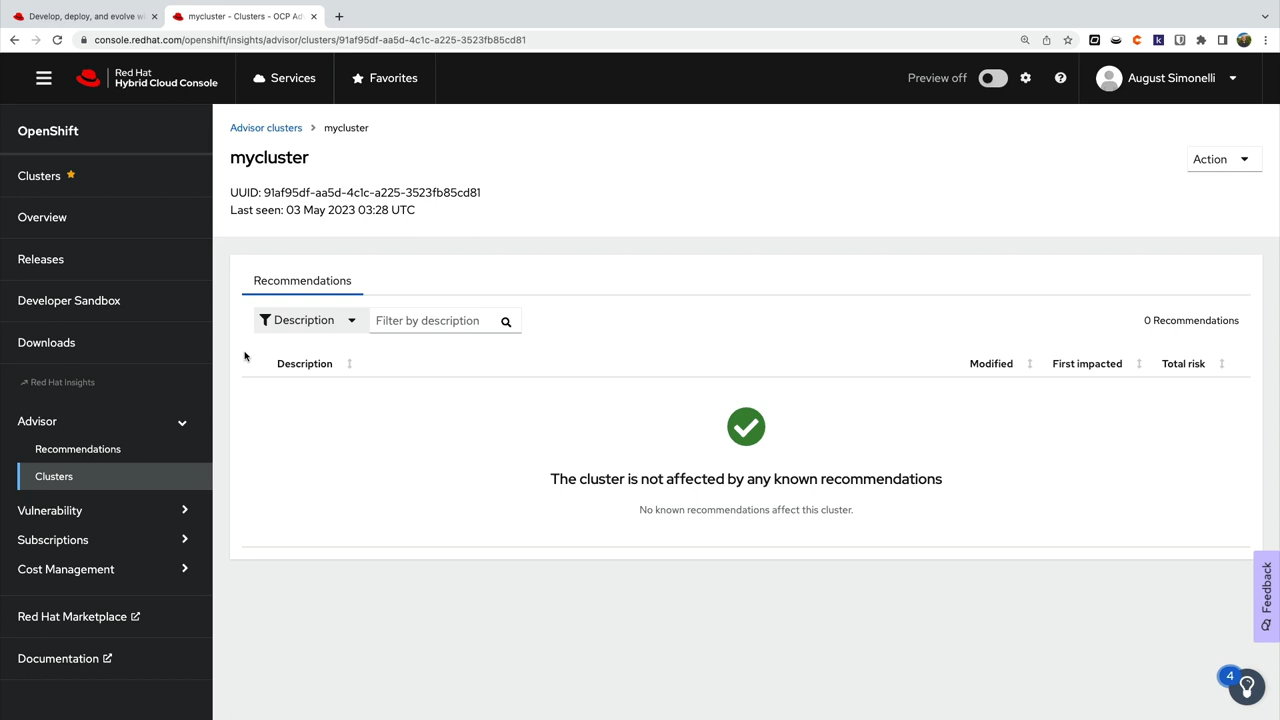 Develop, deploy, and evolve w
mycluster - Clusters - OCP Ad
console.redhat.com/openshift/insights/advisor/clusters/91af95df-aa5d-4c1c-a225-3523fb85cd81
Red Hat
Hybrid Cloud Console
Services
Favorites
Preview off
August Simonelli
OpenShift
Clusters
Overview
Releases
Developer Sandbox
Downloads
Red Hat Insights
Advisor
Recommendations
Clusters
Vulnerability
Subscriptions
Cost Management
Red Hat Marketplace
Documentation
Advisor clusters > mycluster
mycluster
Action
UUID: 91af95df-aa5d-4c1c-a225-3523fb85cd81
Last seen: 03 May 2023 03:28 UTC
Recommendations
Description
Filter by description
0 Recommendations
Description Modified First impacted Total risk
The cluster is not affected by any known recommendations
No known recommendations affect this cluster.
Feedback
4